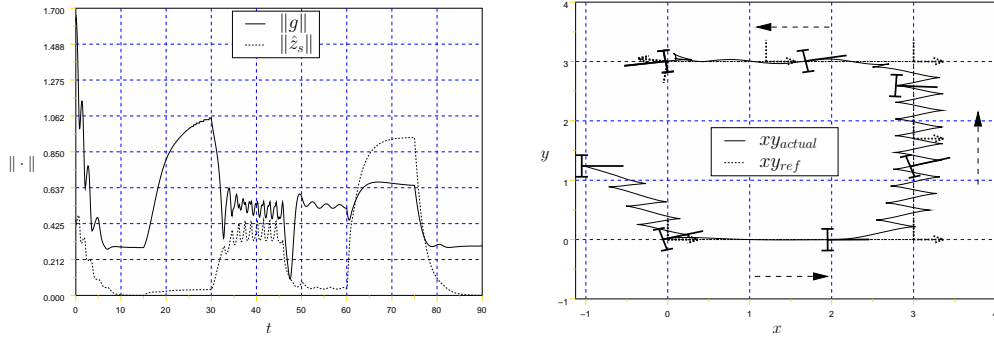 1.700
1.488
1.275
1.062
0.850
0.637
0.425
0.212
0.000
‖ · ‖
0 10 20 30 40 50 60 70 80 90
t
‖g‖
‖ẑ_s‖
4
3
2
1
0
−1
y
−1 0 1 2 3 4
x
xy_actual
xy_ref